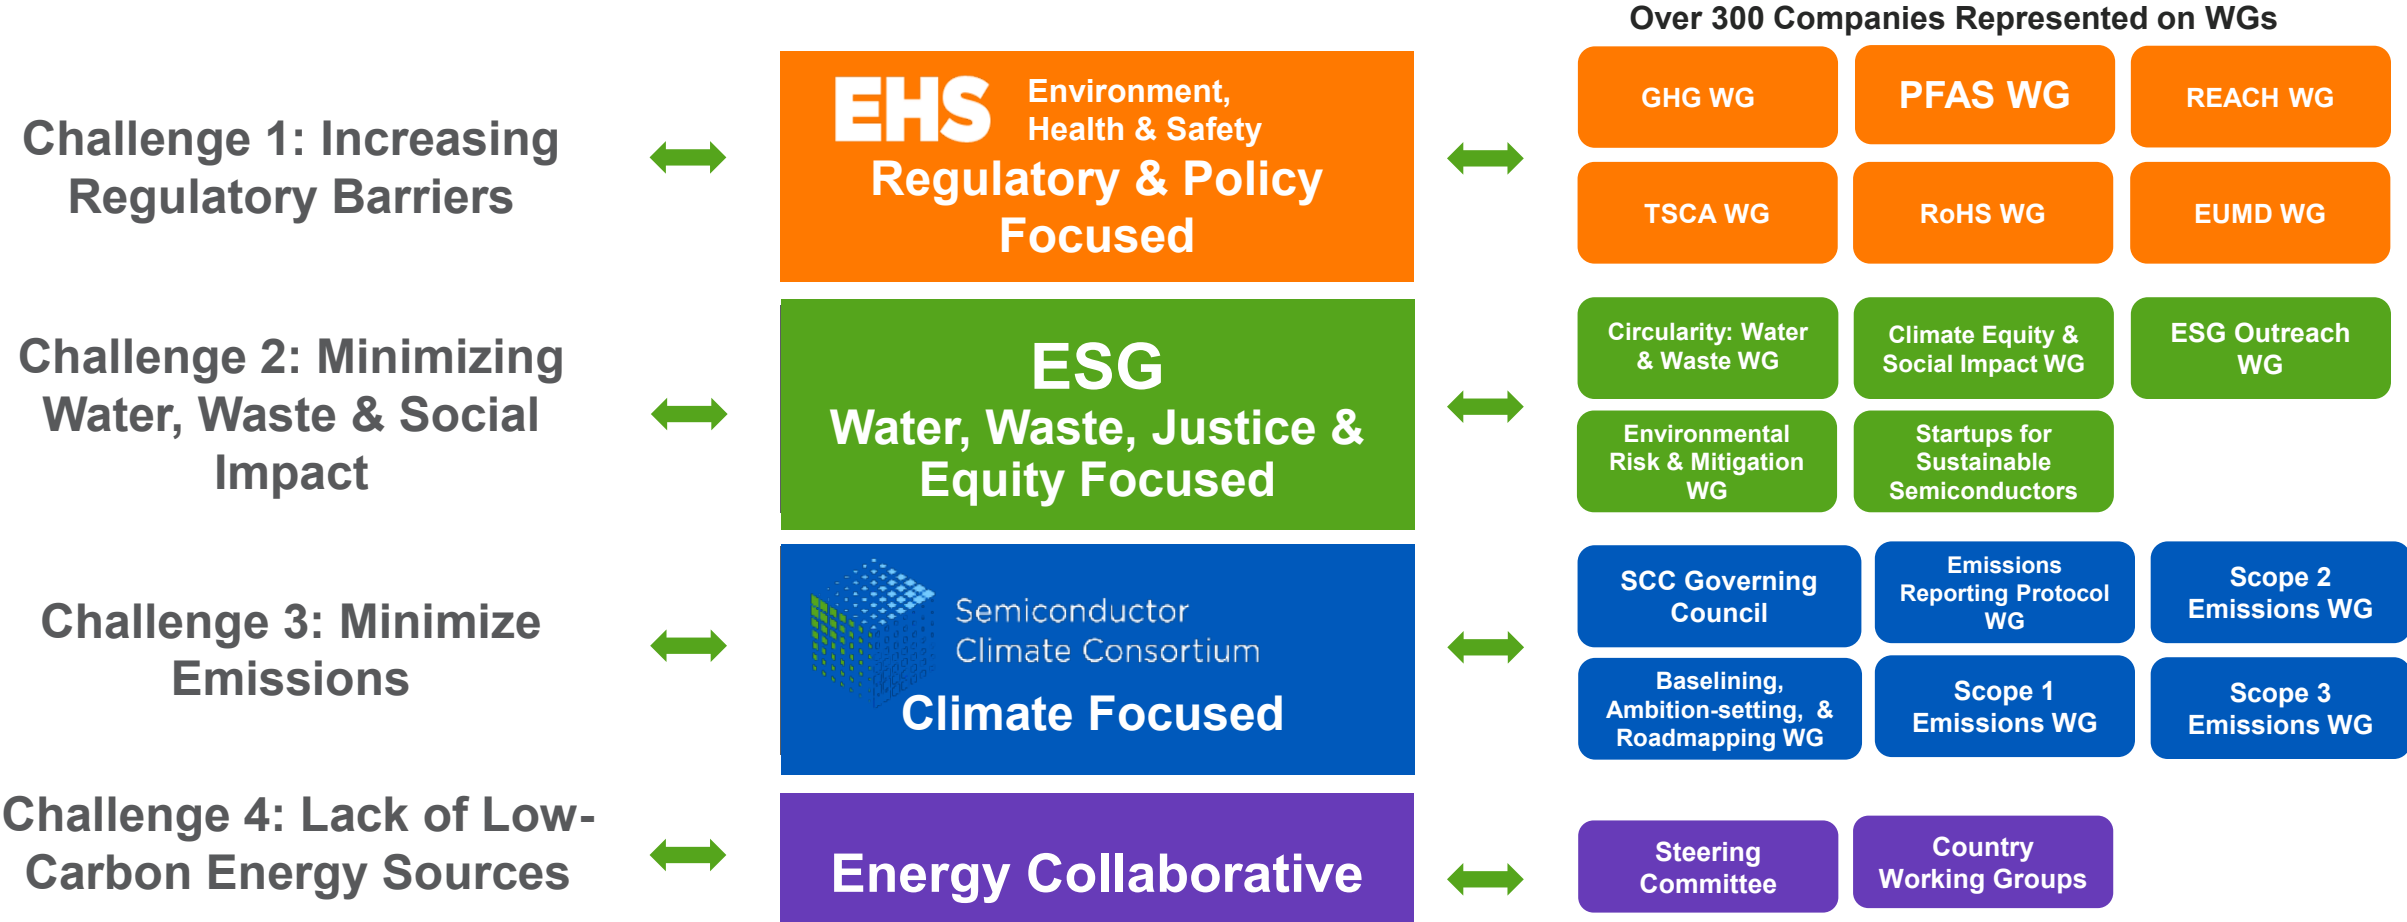 Over 300 Companies Represented on WGs
Challenge 1: Increasing
Regulatory Barriers
EHS
Environment,
Health & Safety
Regulatory & Policy
Focused
GHG WG
PFAS WG
REACH WG
TSCA WG
RoHS WG
EUMD WG
Challenge 2: Minimizing
Water, Waste & Social
Impact
ESG
Water, Waste, Justice &
Equity Focused
Circularity: Water
& Waste WG
Climate Equity &
Social Impact WG
ESG Outreach
WG
Environmental
Risk & Mitigation
WG
Startups for
Sustainable
Semiconductors
Challenge 3: Minimize
Emissions
Semiconductor
Climate Consortium
Climate Focused
SCC Governing
Council
Emissions
Reporting Protocol
WG
Scope 2
Emissions WG
Baselining,
Ambition-setting, &
Roadmapping WG
Scope 1
Emissions WG
Scope 3
Emissions WG
Challenge 4: Lack of Low-
Carbon Energy Sources
Energy Collaborative
Steering
Committee
Country
Working Groups